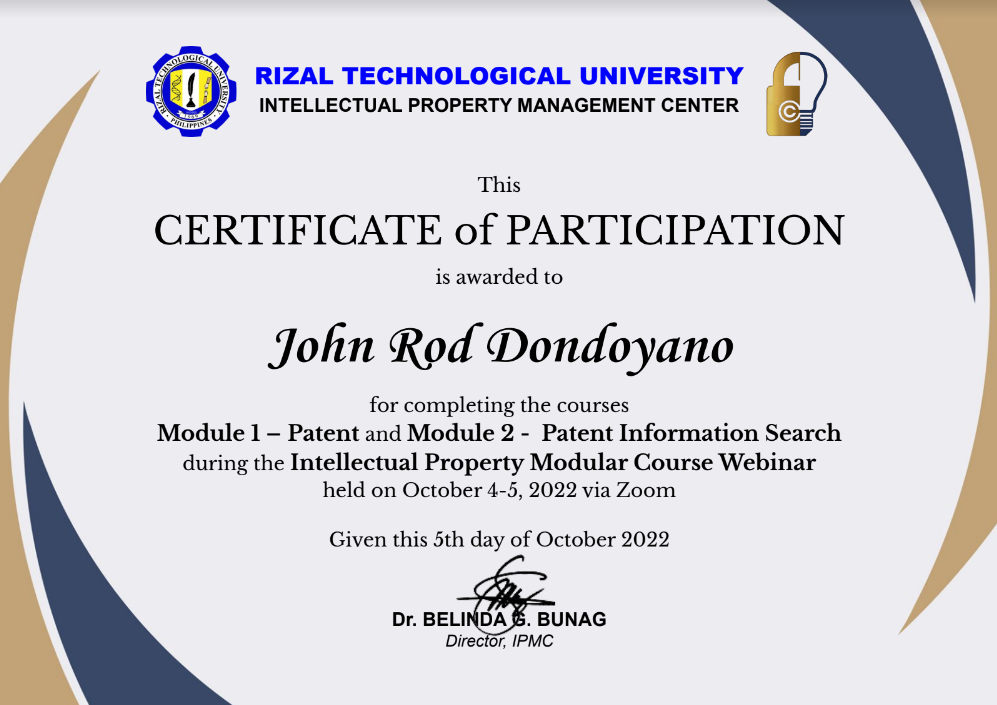 RIZAL TECHNOLOGICAL UNIVERSITY
INTELLECTUAL PROPERTY MANAGEMENT CENTER
RIZAL TECHNOLOGICAL UNIVERSITY
PHILIPPINES
©
This
CERTIFICATE of PARTICIPATION
is awarded to
John Rod Dondoyano
for completing the courses
Module 1 – Patent and Module 2 - Patent Information Search
during the Intellectual Property Modular Course Webinar
held on October 4-5, 2022 via Zoom
Given this 5th day of October 2022
Dr. BELINDA G. BUNAG
Director, IPMC